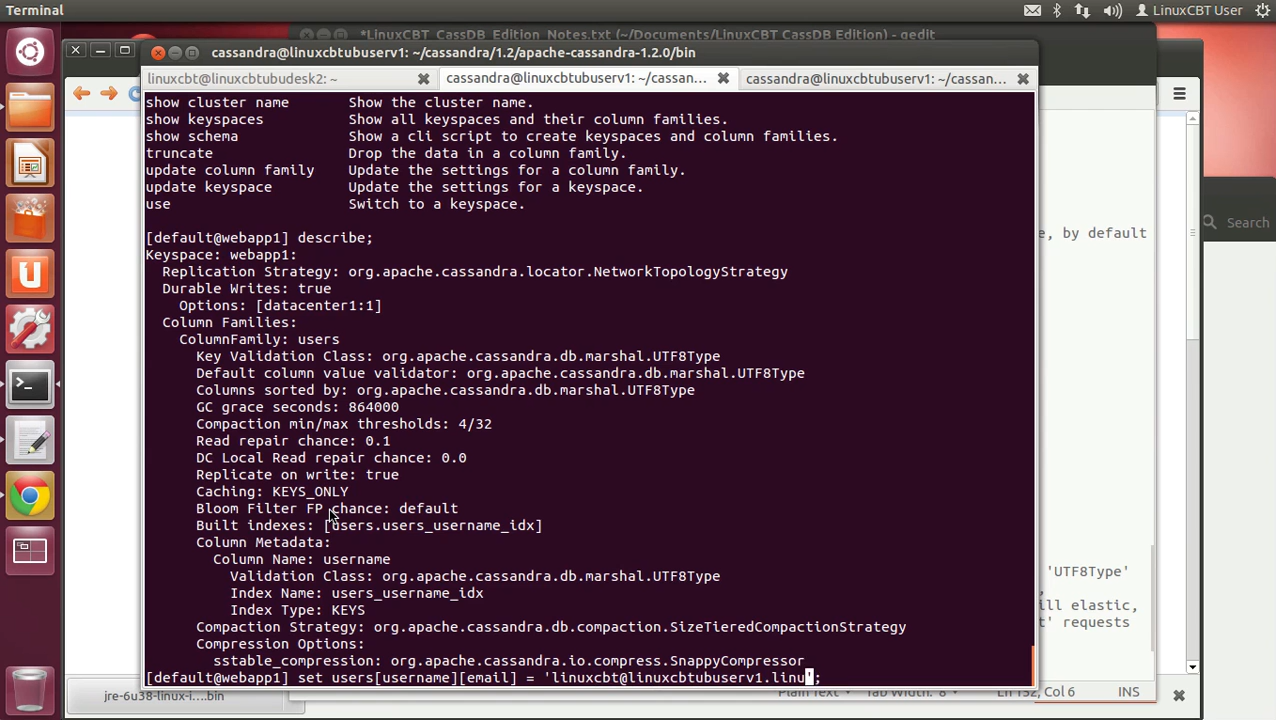 Terminal
LinuxCBT User
*LinuxCBT_CassDB_Edition_Notes.txt (~/Documents/LinuxCBT CassDB Edition) - gedit
cassandra@linuxcbtubuserv1: ~/cassandra/1.2/apache-cassandra-1.2.0/bin
linuxcbt@linuxcbtubudesk2: ~
cassandra@linuxcbtubuserv1: ~/cassan...
cassandra@linuxcbtubuserv1: ~/cassan...
show cluster name Show the cluster name.
show keyspaces Show all keyspaces and their column families.
show schema Show a cli script to create keyspaces and column families.
truncate Drop the data in a column family.
update column family Update the settings for a column family.
update keyspace Update the settings for a keyspace.
use Switch to a keyspace.
[default@webapp1] describe;
Keyspace: webapp1:
Replication Strategy: org.apache.cassandra.locator.NetworkTopologyStrategy
Durable Writes: true
Options: [datacenter1:1]
Column Families:
ColumnFamily: users
Key Validation Class: org.apache.cassandra.db.marshal.UTF8Type
Default column value validator: org.apache.cassandra.db.marshal.UTF8Type
Columns sorted by: org.apache.cassandra.db.marshal.UTF8Type
GC grace seconds: 864000
Compaction min/max thresholds: 4/32
Read repair chance: 0.1
DC Local Read repair chance: 0.0
Replicate on write: true
Caching: KEYS_ONLY
Bloom Filter FP chance: default
Built indexes: [users.users_username_idx]
Column Metadata:
Column Name: username
Validation Class: org.apache.cassandra.db.marshal.UTF8Type
Index Name: users_username_idx
Index Type: KEYS
Compaction Strategy: org.apache.cassandra.db.compaction.SizeTieredCompactionStrategy
Compression Options:
sstable_compression: org.apache.cassandra.io.compress.SnappyCompressor
[default@webapp1] set users[username][email] = 'linuxcbt@linuxcbtubuserv1.linu';
Search
e, by default
'UTF8Type'
ill elastic,
t' requests
jre-6u38-linux-i....bin
Tab Width: 8
Ln 132, Col 6
INS